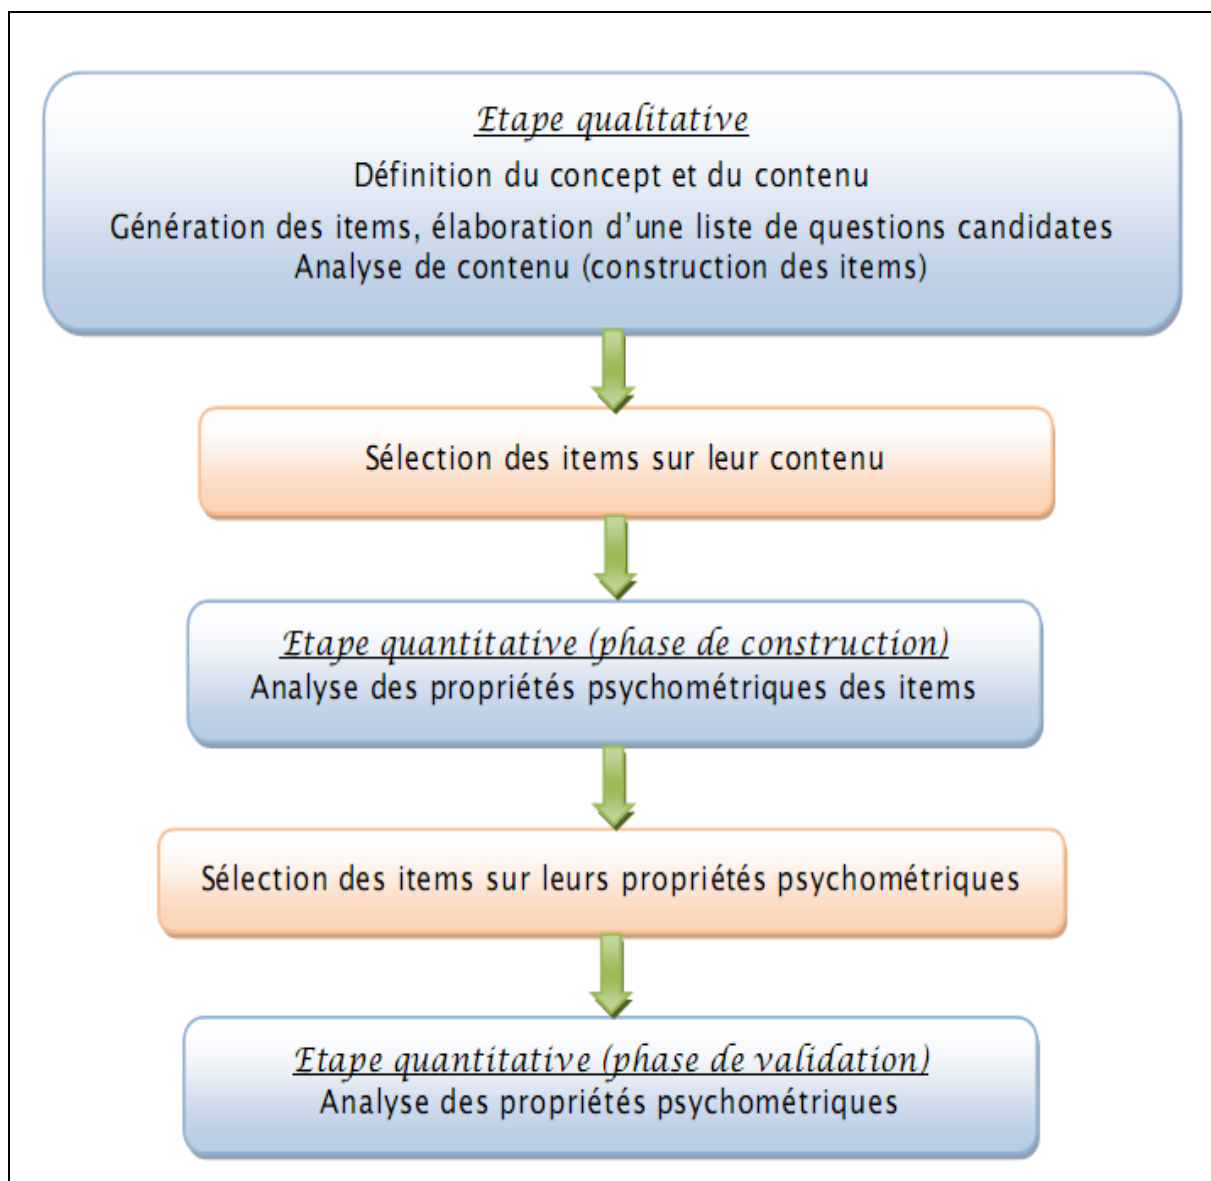 Etape qualitative
Définition du concept et du contenu
Génération des items, élaboration d’une liste de questions candidates
Analyse de contenu (construction des items)
Sélection des items sur leur contenu
Etape quantitative (phase de construction)
Analyse des propriétés psychométriques des items
Sélection des items sur leurs propriétés psychométriques
Etape quantitative (phase de validation)
Analyse des propriétés psychométriques